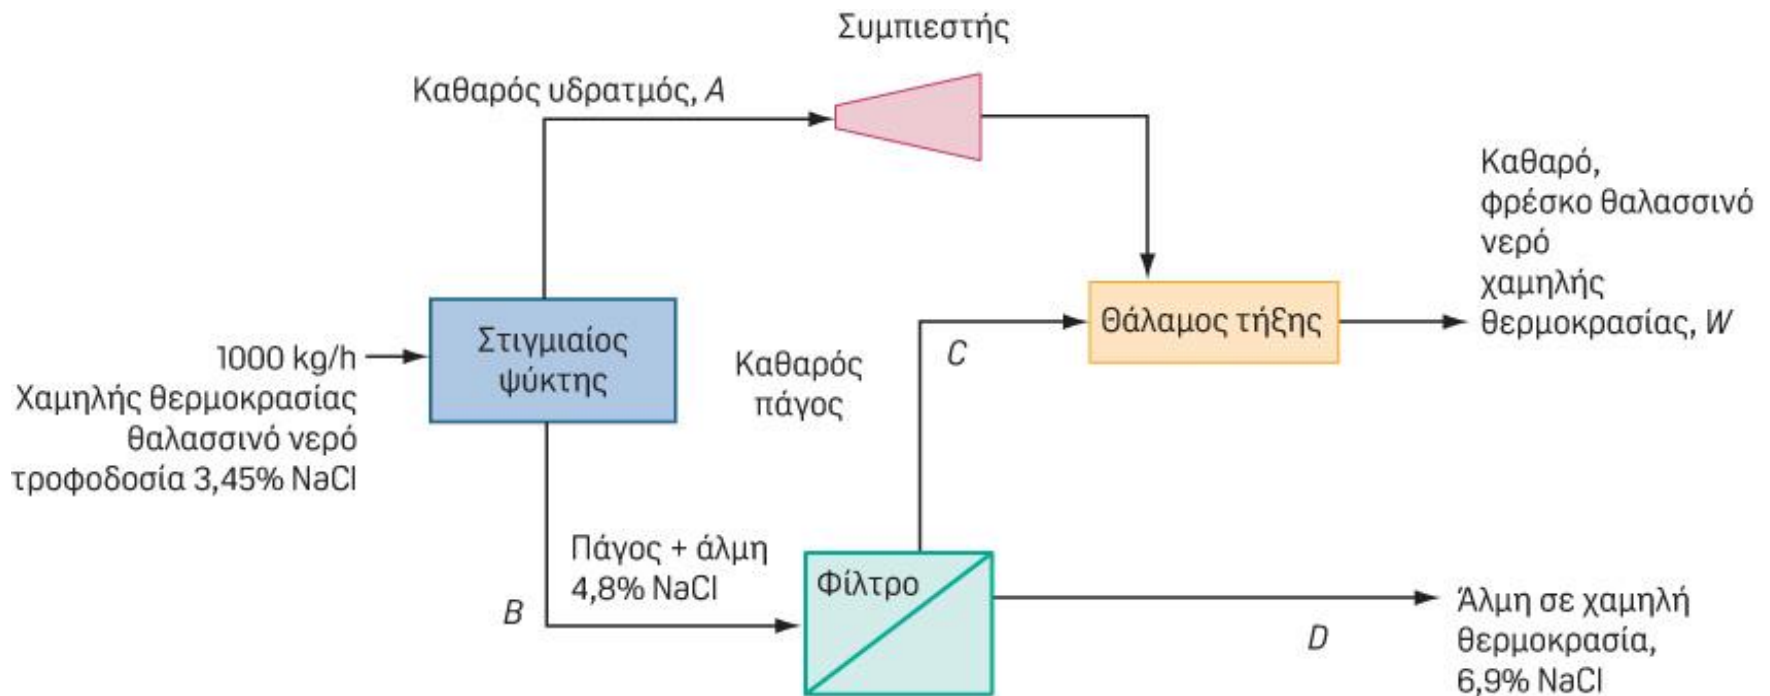 Συμπιεστής
Καθαρός υδρατμός, A
Καθαρό,
φρέσκο θαλασσινό
νερό
χαμηλής
θερμοκρασίας, W
Στιγμιαίος
ψύκτης
Θάλαμος τήξης
1000 kg/h
Χαμηλής θερμοκρασίας
θαλασσινό νερό
τροφοδοσία 3,45% NaCl
C
Καθαρός
πάγος
Πάγος + άλμη
4,8% NaCl
B
Φίλτρο
D
Άλμη σε χαμηλή
θερμοκρασία,
6,9% NaCl